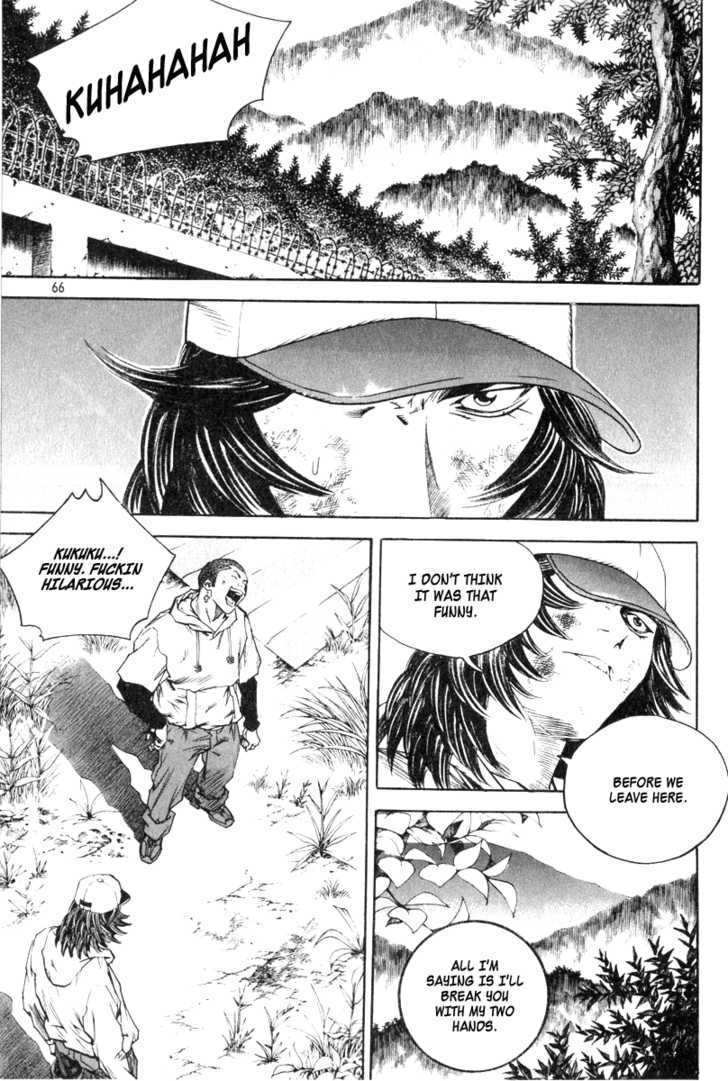 KUHAHAHAH
66
KUKUKU...!
FUNNY. FUCKIN
HILARIOUS...
I DON'T THINK
IT WAS THAT
FUNNY.
BEFORE WE
LEAVE HERE.
ALL I'M
SAYING IS I'LL
BREAK YOU
WITH MY TWO
HANDS.